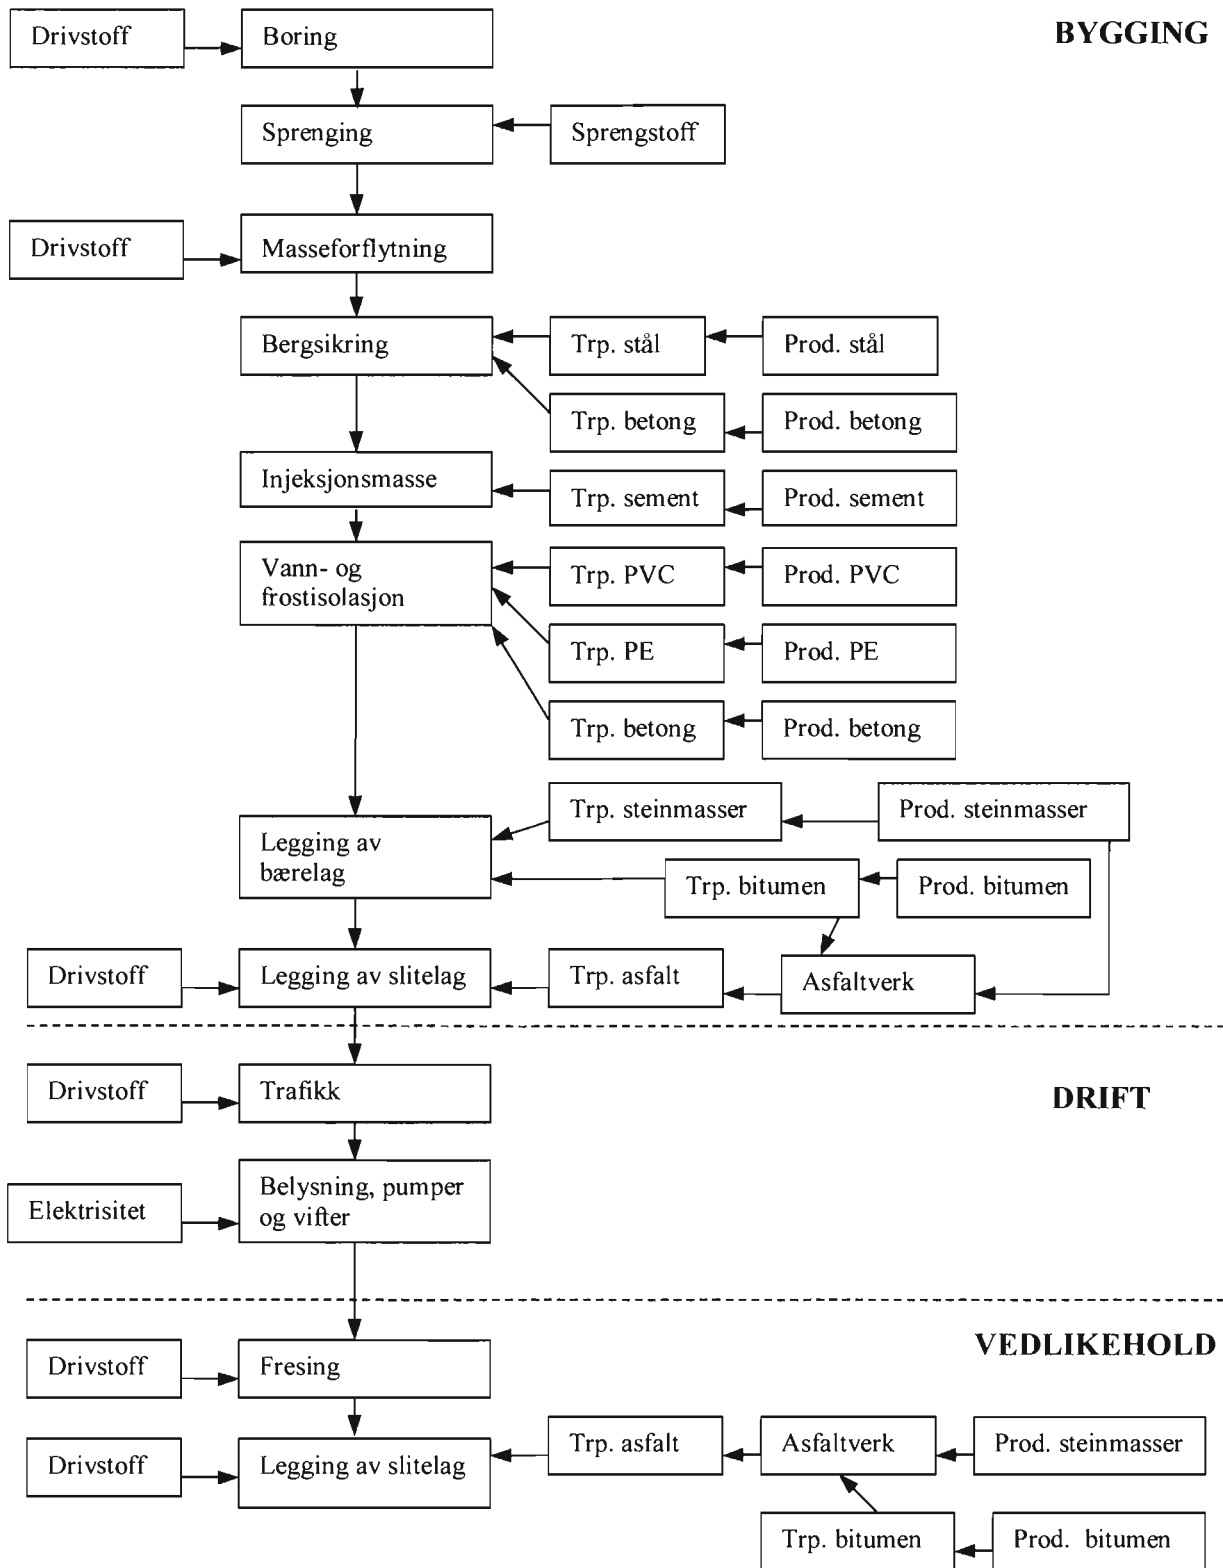 BYGGING
Drivstoff
Boring
Sprenging
Sprengstoff
Drivstoff
Masseforflytning
Bergsikring
Trp. stål
Prod. stål
Trp. betong
Prod. betong
Injeksjonsmasse
Trp. sement
Prod. sement
Vann- og
frostisolasjon
Trp. PVC
Prod. PVC
Trp. PE
Prod. PE
Trp. betong
Prod. betong
Trp. steinmasser
Prod. steinmasser
Legging av
bærelag
Trp. bitumen
Prod. bitumen
Drivstoff
Legging av slitelag
Trp. asfalt
Asfaltverk
DRIFT
Drivstoff
Trafikk
Elektrisitet
Belysning, pumper
og vifter
VEDLIKEHOLD
Drivstoff
Fresing
Drivstoff
Legging av slitelag
Trp. asfalt
Asfaltverk
Prod. steinmasser
Trp. bitumen
Prod. bitumen